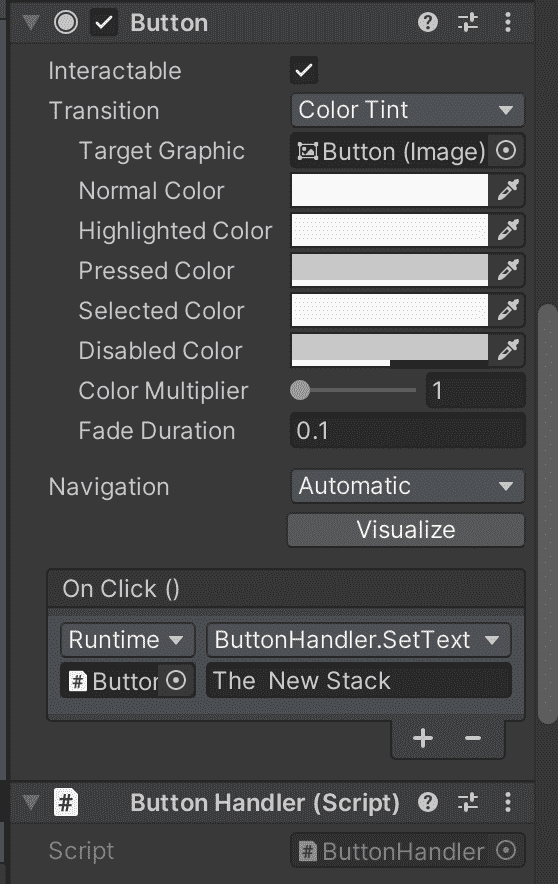 Button
Interactable
Transition Color Tint
Target Graphic Button (Image)
Normal Color
Highlighted Color
Pressed Color
Selected Color
Disabled Color
Color Multiplier 1
Fade Duration 0.1
Navigation Automatic
Visualize
On Click ()
Runtime ButtonHandler.SetText
# The New Stack
# Button Handler (Script)
Script # ButtonHandler